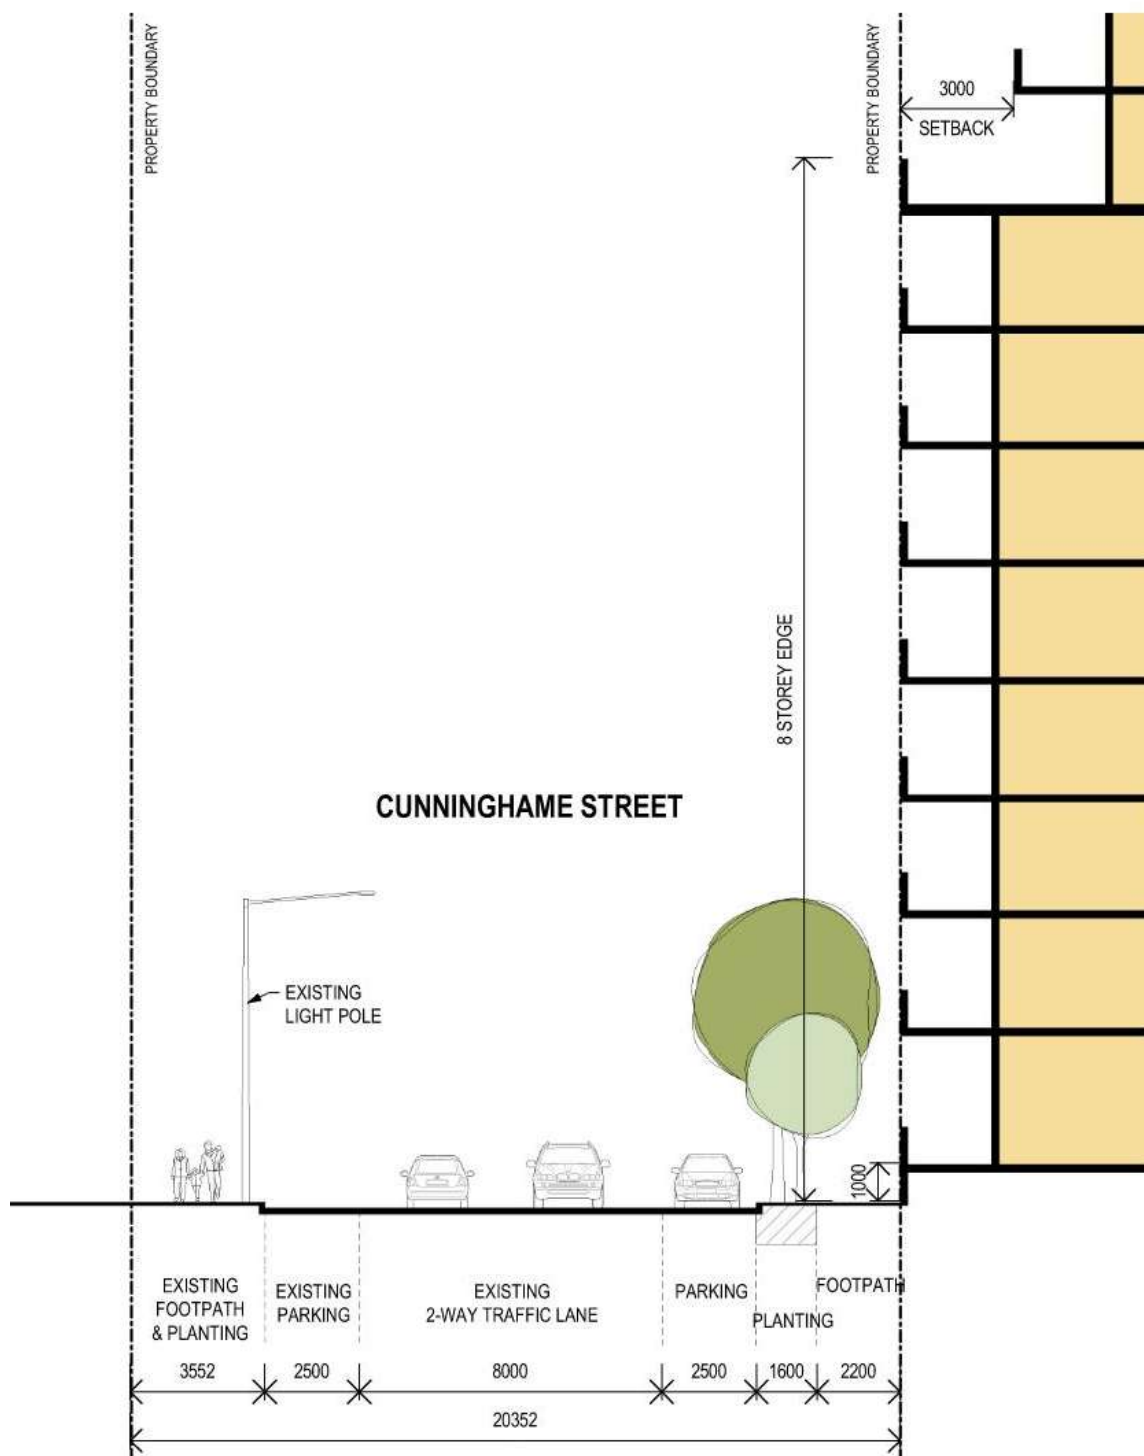 PROPERTY BOUNDARY
PROPERTY BOUNDARY
3000
SETBACK
8 STOREY EDGE
CUNNINGHAME STREET
EXISTING
LIGHT POLE
1000
EXISTING
FOOTPATH
& PLANTING
EXISTING
PARKING
EXISTING
2-WAY TRAFFIC LANE
PARKING
PLANTING
FOOTPATH
3552
2500
8000
2500
1600
2200
20352